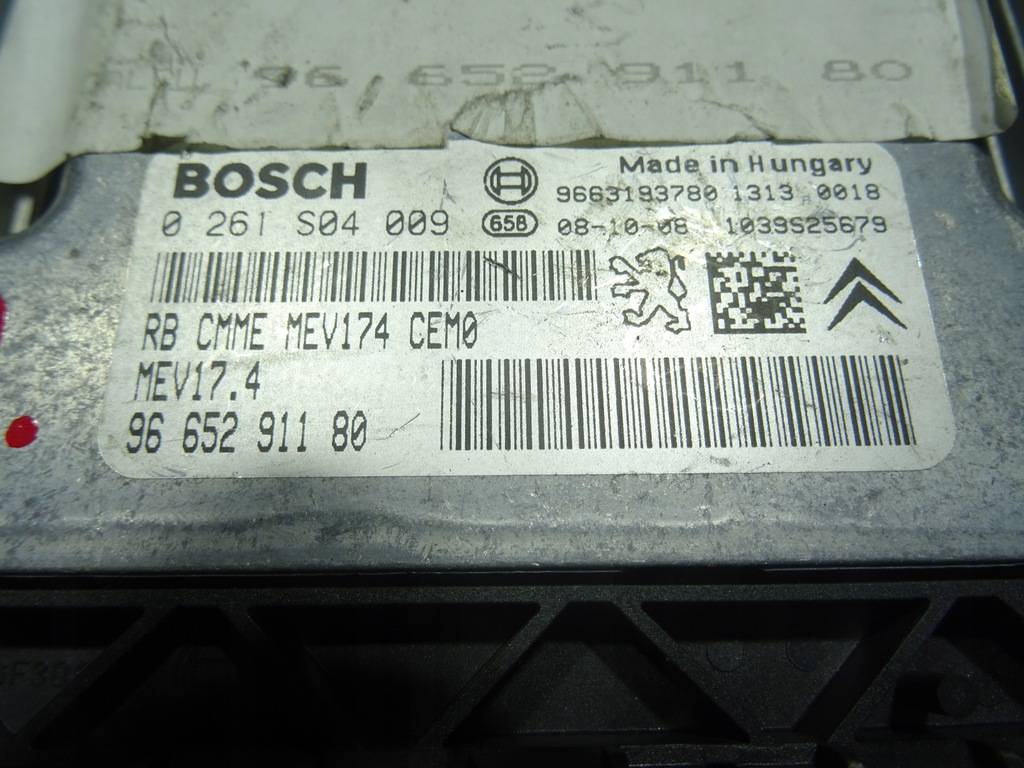 96 652 911 80
BOSCH
Made in Hungary
9663193780 1313 0018
0 261 S04 009
658
08-10-08 1039S25679
RB CMME MEV174 CEM0
MEV17.4
96 652 911 80